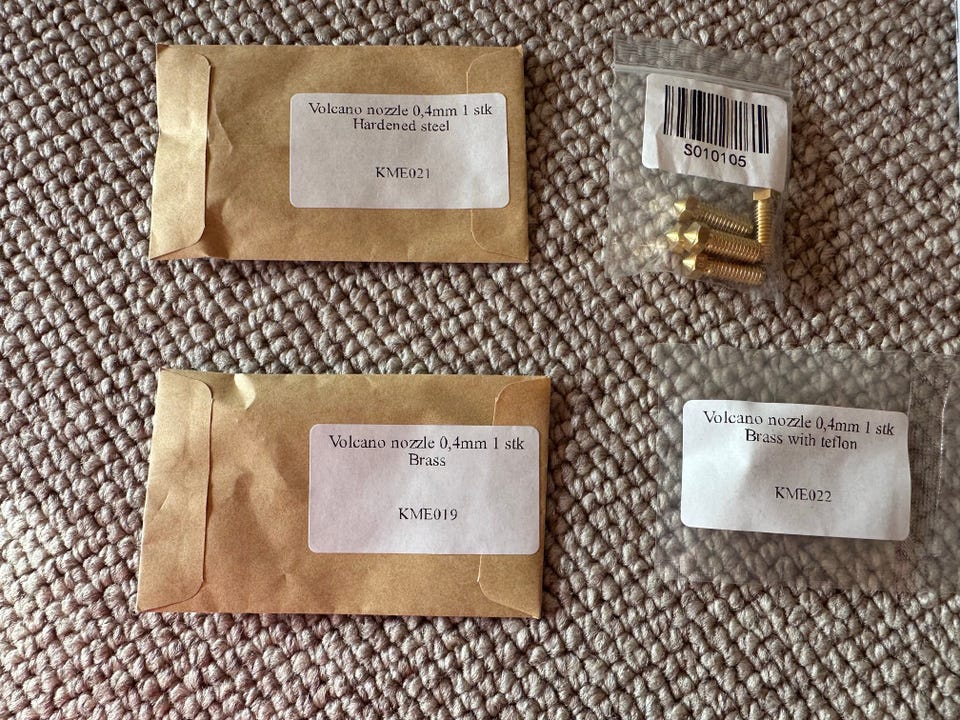 Volcano nozzle 0,4mm 1 stk
Hardened steel
KME021
S010105
Volcano nozzle 0,4mm 1 stk
Brass
KME019
Volcano nozzle 0,4mm 1 stk
Brass with teflon
KME022